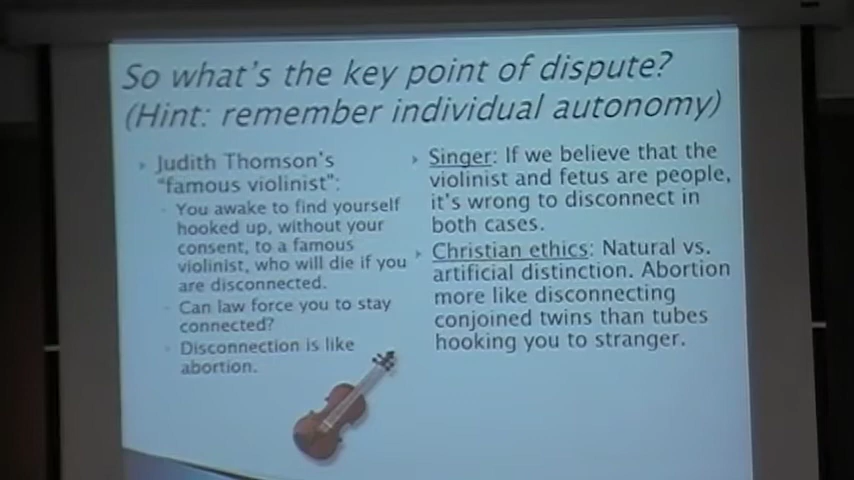 So what's the key point of dispute?
(Hint: remember individual autonomy)
Judith Thomson's
"famous violinist":
You awake to find yourself
hooked up, without your
consent, to a famous
violinist, who will die if you
are disconnected.
Can law force you to stay
connected?
Disconnection is like
abortion.
Singer: If we believe that the
violinist and fetus are people,
it's wrong to disconnect in
both cases.
Christian ethics: Natural vs.
artificial distinction. Abortion
more like disconnecting
conjoined twins than tubes
hooking you to stranger.